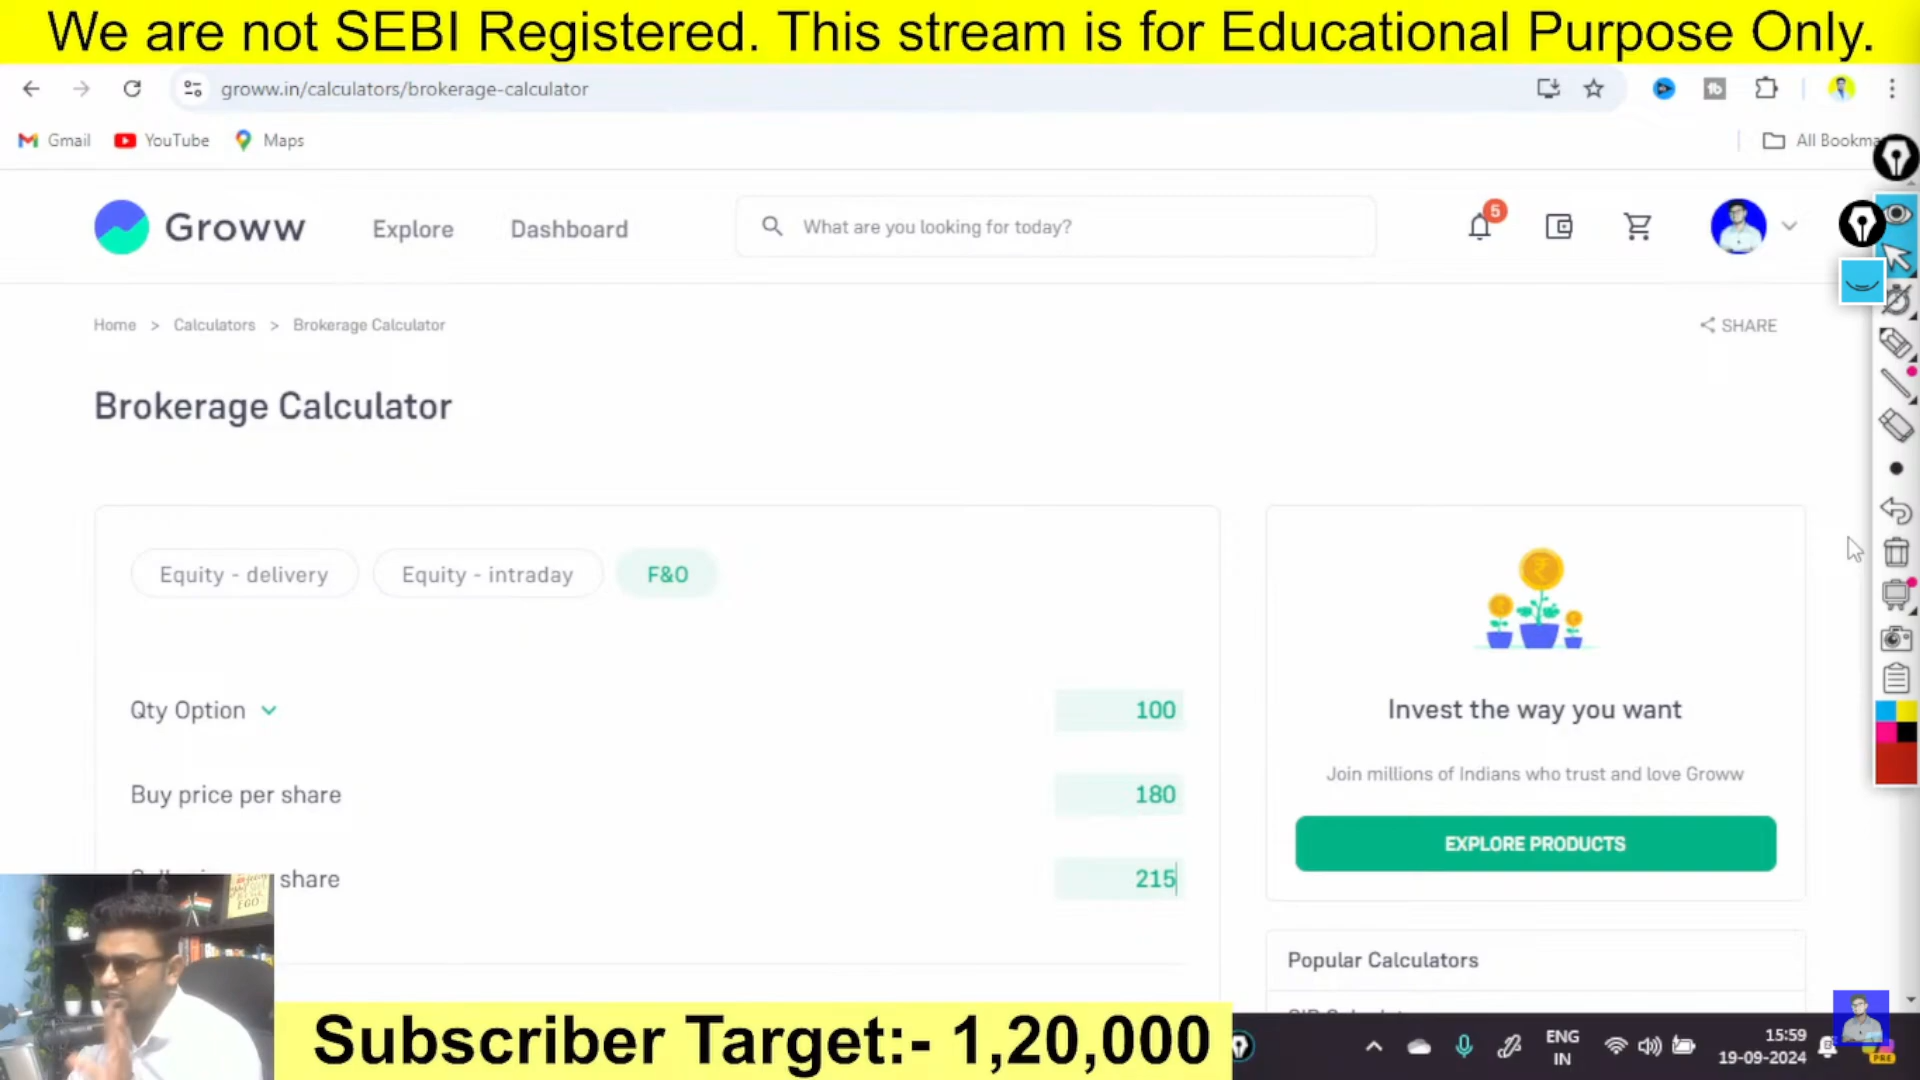 We are not SEBI Registered. This stream is for Educational Purpose Only.
groww.in/calculators/brokerage-calculator
Gmail
YouTube
Maps
All Bookma
Groww
Explore
Dashboard
What are you looking for today?
5
Home > Calculators > Brokerage Calculator
SHARE
Brokerage Calculator
Equity - delivery
Equity - intraday
F&O
Qty Option
100
Buy price per share
180
share
215
Invest the way you want
Join millions of Indians who trust and love Groww
EXPLORE PRODUCTS
Popular Calculators
EGO
Subscriber Target:- 1,20,000
ENG
IN
15:59
19-09-2024
PRE